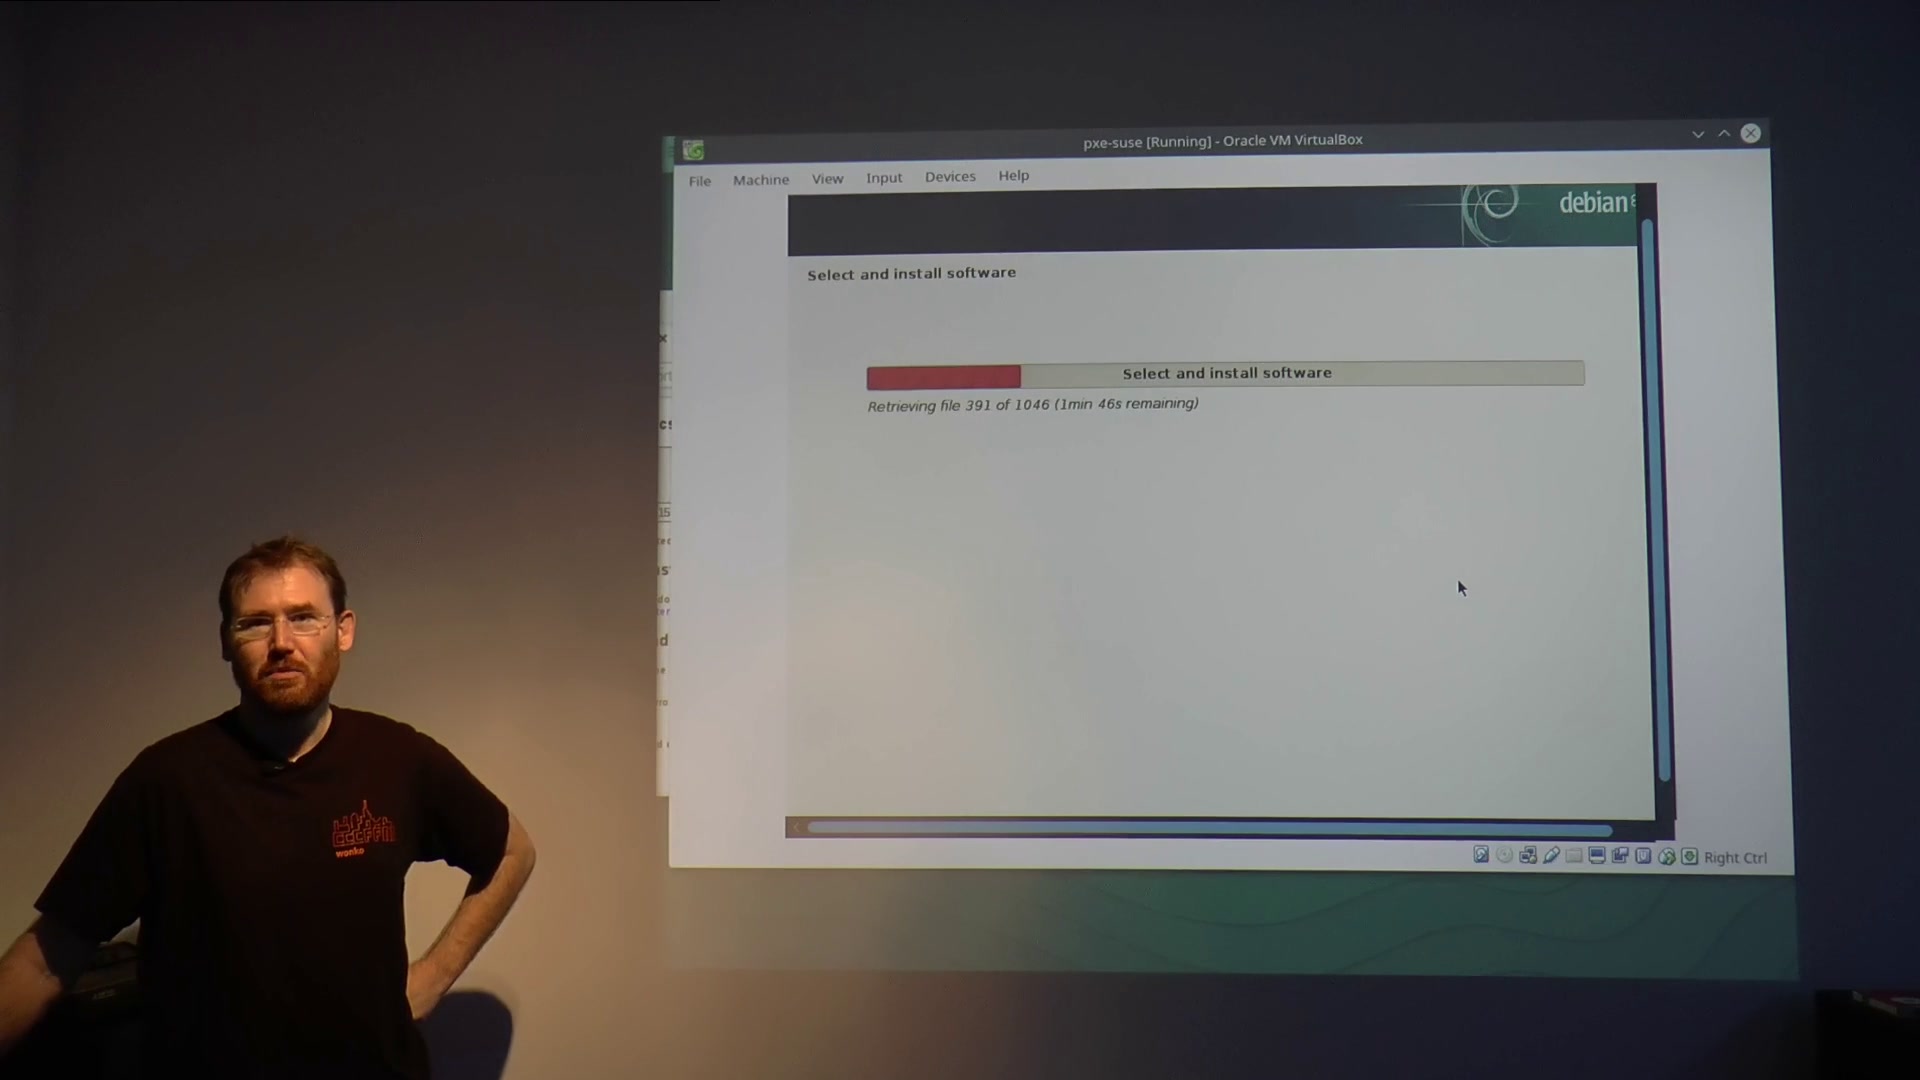 pxe-suse [Running] - Oracle VM VirtualBox
File Machine View Input Devices Help
debian
Select and install software
Select and install software
Retrieving file 391 of 1046 (1min 46s remaining)
Right Ctrl
15
d
CCCFFM
wonko